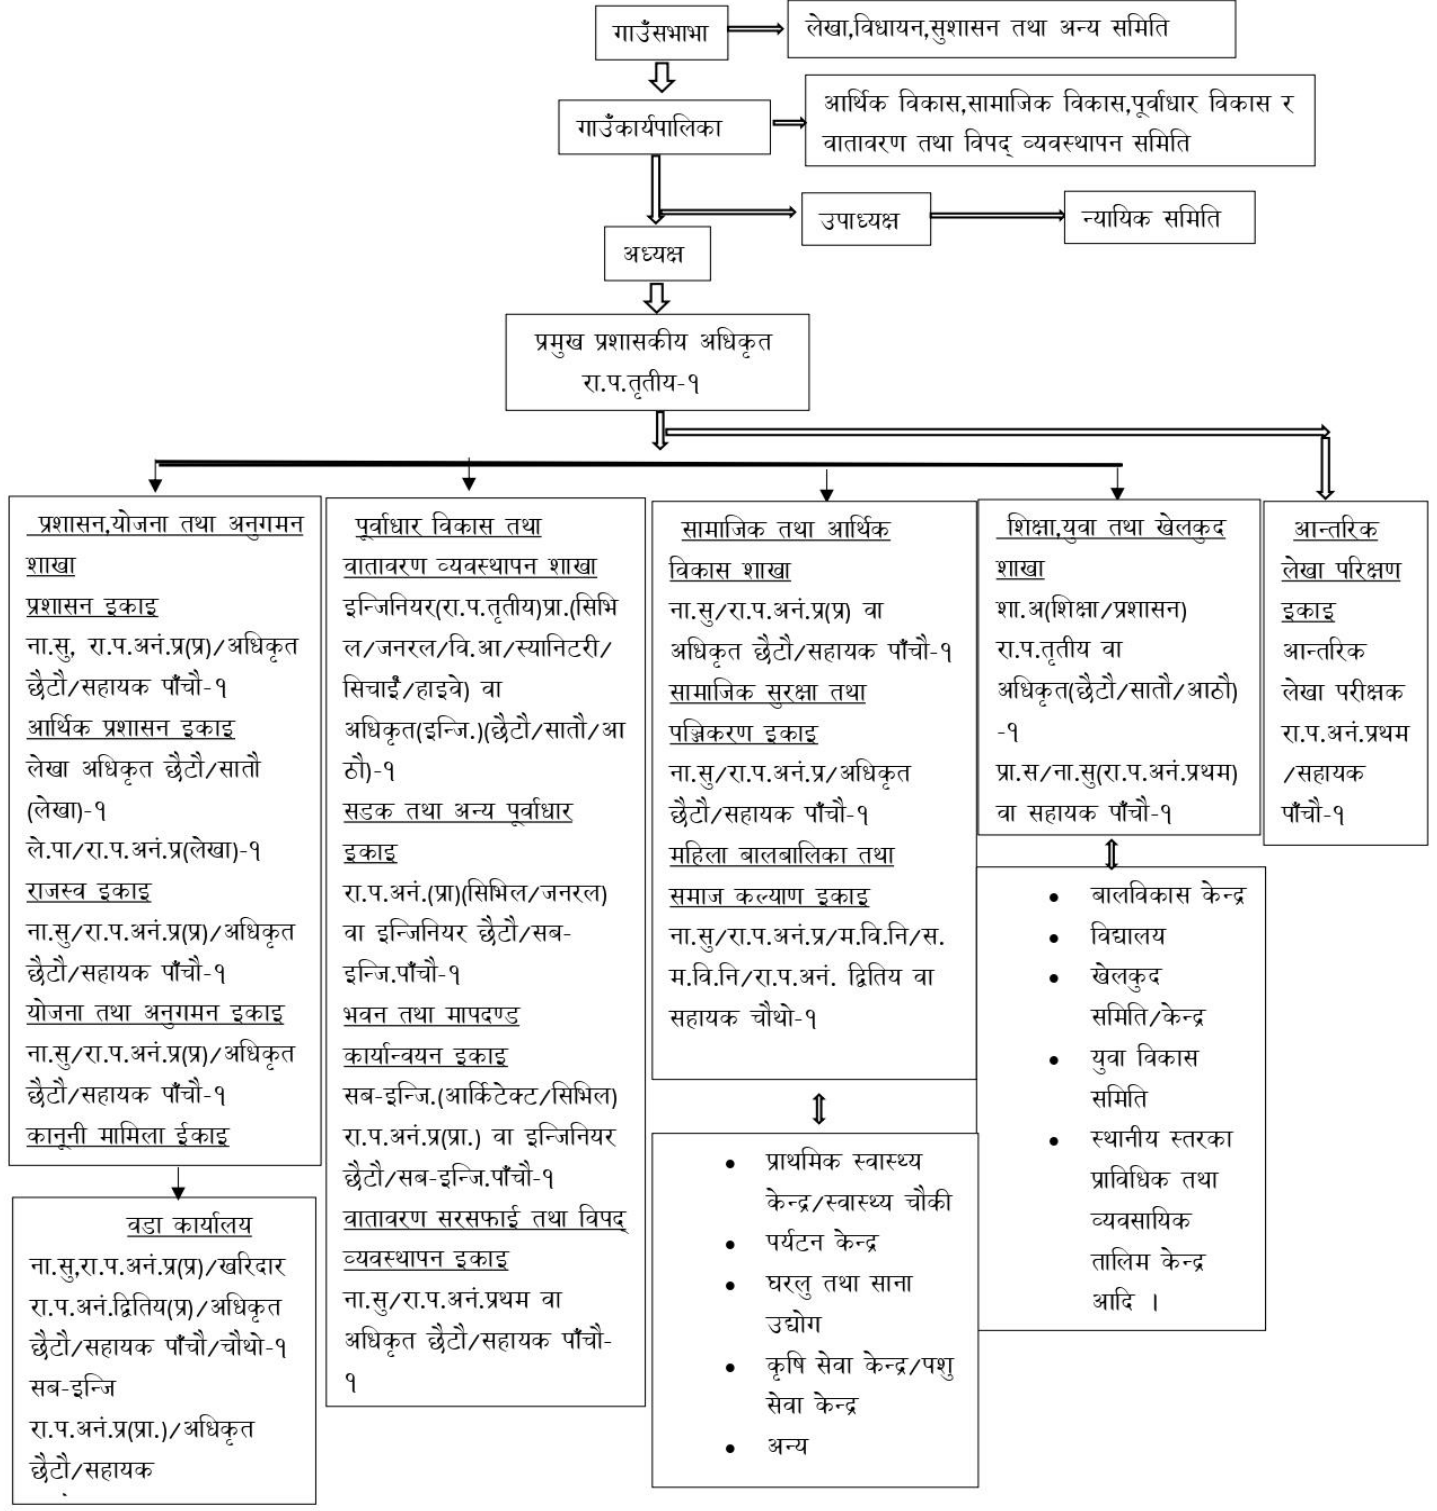 गाउँसभाभा
लेखा,विधायन,सुशासन तथा अन्य समिति
गाउँकार्यपालिका
आर्थिक विकास,सामाजिक विकास,पूर्वाधार विकास र
वातावरण तथा विपद् व्यवस्थापन समिति
उपाध्यक्ष
न्यायिक समिति
अध्यक्ष
प्रमुख प्रशासकीय अधिकृत
रा.प.तृतीय-१
प्रशासन,योजना तथा अनुगमन
शाखा
प्रशासन इकाइ
ना.सु, रा.प.अनं.प्र(प्र)/अधिकृत
छैटौ/सहायक पाँचौ-१
आर्थिक प्रशासन इकाइ
लेखा अधिकृत छैटौ/सातौ
(लेखा)-१
ले.पा/रा.प.अनं.प्र(लेखा)-१
राजस्व इकाइ
ना.सु/रा.प.अनं.प्र(प्र)/अधिकृत
छैटौ/सहायक पाँचौ-१
योजना तथा अनुगमन इकाइ
ना.सु/रा.प.अनं.प्र(प्र)/अधिकृत
छैटौ/सहायक पाँचौ-१
कानूनी मामिला ईकाइ
वडा कार्यालय
ना.सु,रा.प.अनं.प्र(प्र)/खरिदार
रा.प.अनं.द्वितिय(प्र)/अधिकृत
छैटौ/सहायक पाँचौ/चौथो-१
सब-इन्जि
रा.प.अनं.प्र(प्रा.)/अधिकृत
छैटौ/सहायक
पूर्वाधार विकास तथा
वातावरण व्यवस्थापन शाखा
इन्जिनियर(रा.प.तृतीय)प्रा.(सिभि
ल/जनरल/वि.आ/स्यानिटरी/
सिचाईँ/हाइवे) वा
अधिकृत(इन्जि.)(छैटौ/सातौ/आ
ठौ)-१
सडक तथा अन्य पूर्वाधार
इकाइ
रा.प.अनं.(प्रा)(सिभिल/जनरल)
वा इन्जिनियर छैटौ/सब-
इन्जि.पाँचौ-१
भवन तथा मापदण्ड
कार्यान्वयन इकाइ
सब-इन्जि.(आर्किटेक्ट/सिभिल)
रा.प.अनं.प्र(प्रा.) वा इन्जिनियर
छैटौ/सब-इन्जि.पाँचौ-१
वातावरण सरसफाई तथा विपद्
व्यवस्थापन इकाइ
ना.सु/रा.प.अनं.प्रथम वा
अधिकृत छैटौ/सहायक पाँचौ-
१
सामाजिक तथा आर्थिक
विकास शाखा
ना.सु/रा.प.अनं.प्र(प्र) वा
अधिकृत छैटौ/सहायक पाँचौ-१
सामाजिक सुरक्षा तथा
पञ्जिकरण इकाइ
ना.सु/रा.प.अनं.प्र/अधिकृत
छैटौ/सहायक पाँचौ-१
महिला बालबालिका तथा
समाज कल्याण इकाइ
ना.सु/रा.प.अनं.प्र/म.वि.नि/स.
म.वि.नि/रा.प.अनं. द्वितिय वा
सहायक चौथो-१
• प्राथमिक स्वास्थ्य
केन्द्र/स्वास्थ्य चौकी
• पर्यटन केन्द्र
• घरलु तथा साना
उद्योग
• कृषि सेवा केन्द्र/पशु
सेवा केन्द्र
• अन्य
शिक्षा,युवा तथा खेलकुद
शाखा
शा.अ(शिक्षा/प्रशासन)
रा.प.तृतीय वा
अधिकृत(छैटौ/सातौ/आठौ)
-१
प्रा.स/ना.सु(रा.प.अनं.प्रथम)
वा सहायक पाँचौ-१
• बालविकास केन्द्र
• विद्यालय
• खेलकुद
समिति/केन्द्र
• युवा विकास
समिति
• स्थानीय स्तरका
प्राविधिक तथा
व्यवसायिक
तालिम केन्द्र
आदि ।
आन्तरिक
लेखा परिक्षण
इकाइ
आन्तरिक
लेखा परीक्षक
रा.प.अनं.प्रथम
/सहायक
पाँचौ-१